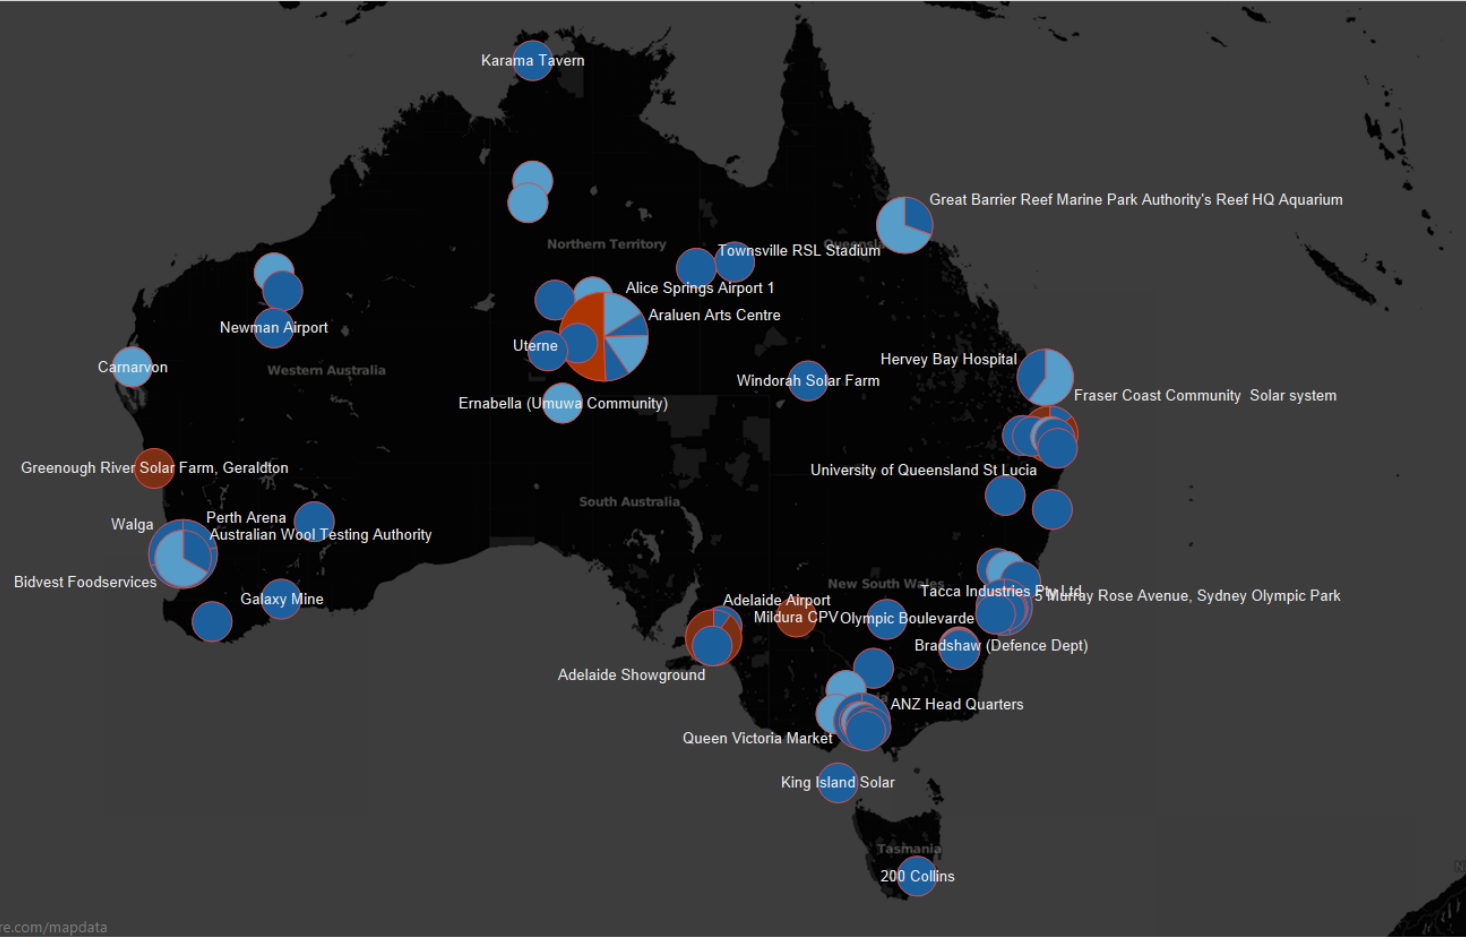 Karama Tavern
Great Barrier Reef Marine Park Authority's Reef HQ Aquarium
Northern Territory
Townsville RSL Stadium
Alice Springs Airport 1
Araluen Arts Centre
Newman Airport
Uterne
Hervey Bay Hospital
Carnarvon
Western Australia
Windorah Solar Farm
Fraser Coast Community Solar system
Ernabella (Umuwa Community)
Greenough River Solar Farm, Geraldton
University of Queensland St Lucia
South Australia
Walga
Perth Arena
Australian Wool Testing Authority
Bidvest Foodservices
New South Wales
Tacca Industries Pty Ltd
5 Murray Rose Avenue, Sydney Olympic Park
Galaxy Mine
Adelaide Airport
Mildura CPV
Olympic Boulevarde
Bradshaw (Defence Dept)
Adelaide Showground
ANZ Head Quarters
Queen Victoria Market
King Island Solar
Tasmania
200 Collins
re.com/mapdata